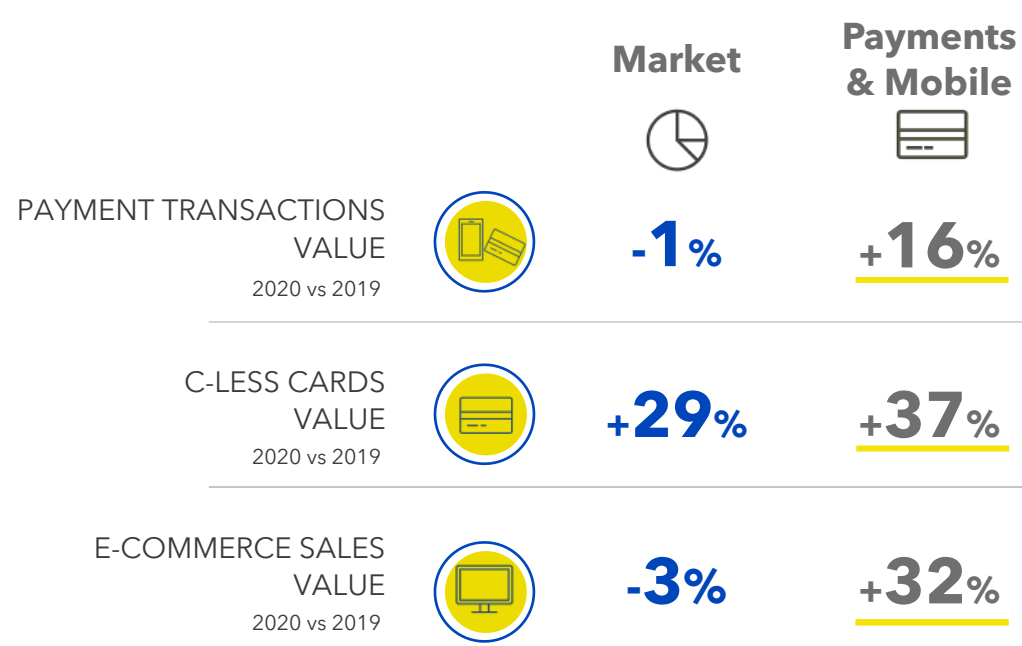 Market
Payments
& Mobile
PAYMENT TRANSACTIONS
VALUE
2020 vs 2019
-1%
+16%
C-LESS CARDS
VALUE
2020 vs 2019
+29%
+37%
E-COMMERCE SALES
VALUE
2020 vs 2019
-3%
+32%